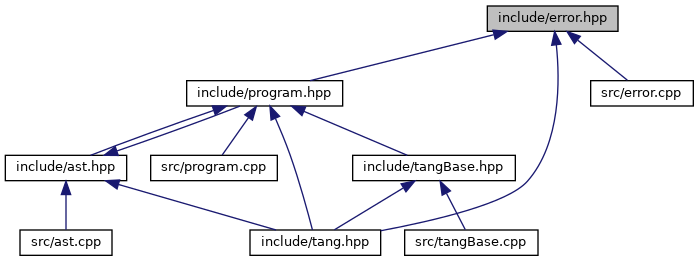 include/error.hpp
include/program.hpp
src/error.cpp
include/ast.hpp
src/program.cpp
include/tangBase.hpp
src/ast.cpp
include/tang.hpp
src/tangBase.cpp